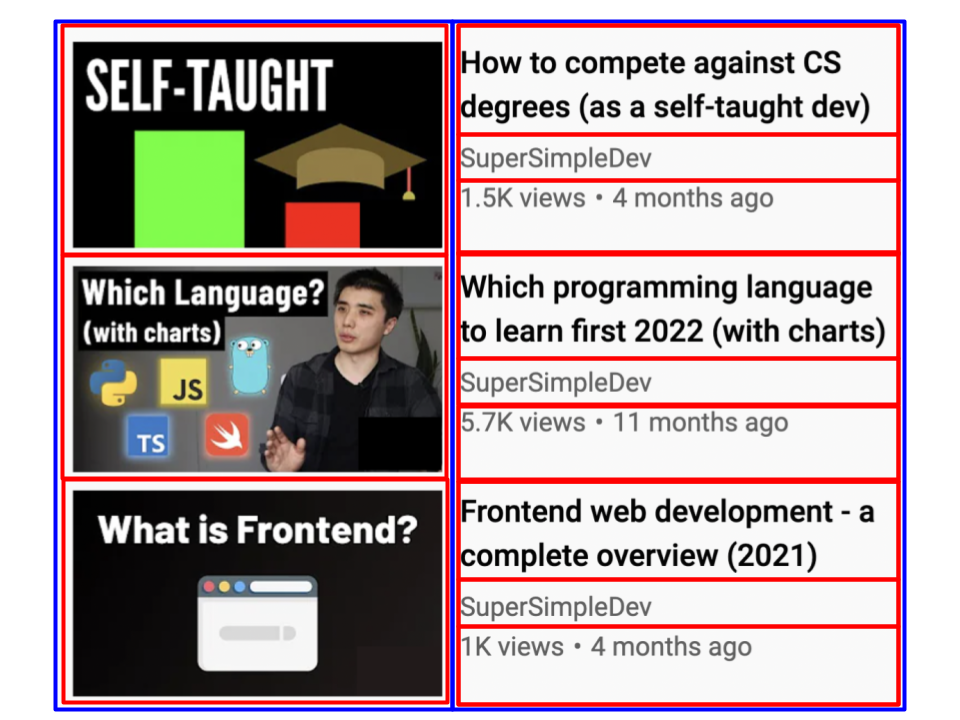 SELF-TAUGHT
How to compete against CS
degrees (as a self-taught dev)
SuperSimpleDev
1.5K views • 4 months ago
Which Language?
(with charts)
JS
TS
Which programming language
to learn first 2022 (with charts)
SuperSimpleDev
5.7K views • 11 months ago
What is Frontend?
Frontend web development - a
complete overview (2021)
SuperSimpleDev
1K views • 4 months ago